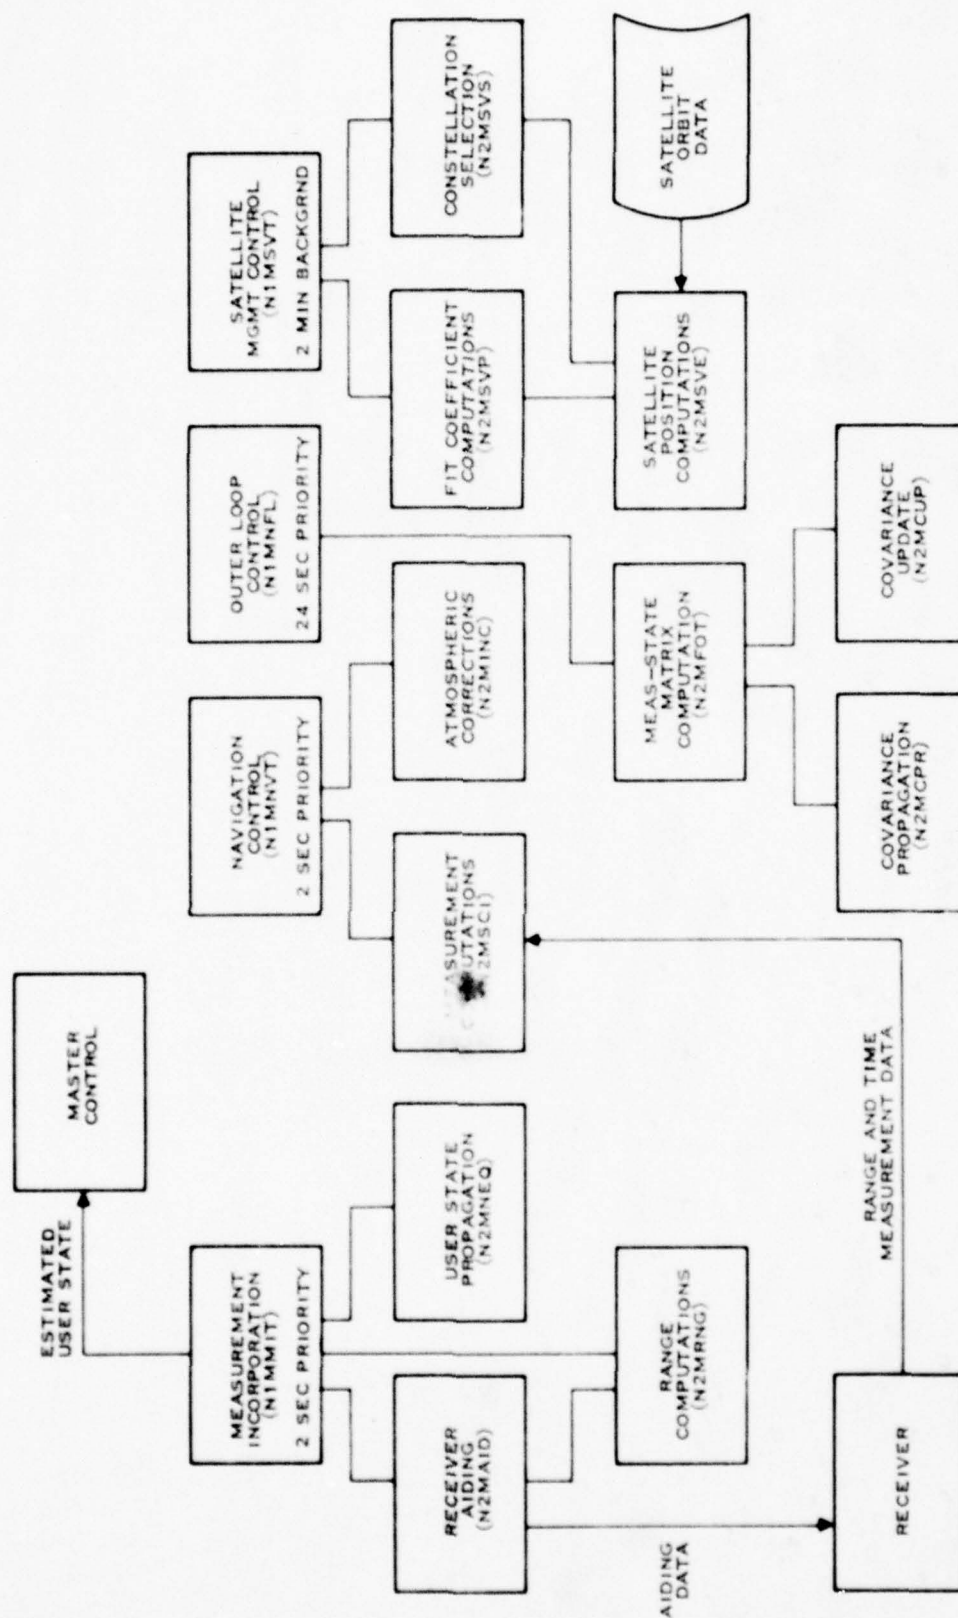 MASTER
CONTROL
ESTIMATED
USER STATE
MEASUREMENT
INCORPORATION
(N1MMIT)
2 SEC PRIORITY
NAVIGATION
CONTROL
(N1MNVT)
2 SEC PRIORITY
OUTER LOOP
CONTROL
(N1MNFL)
24 SEC PRIORITY
SATELLITE
MGMT CONTROL
(N1MSVT)
2 MIN BACKGRND
RECEIVER
AIDING
(N2MAID)
USER STATE
PROPAGATION
(N2MNEQ)
ASUREMENT
UTATIONS
2MSCI)
ATMOSPHERIC
CORRECTIONS
(N2MINC)
FIT COEFFICIENT
COMPUTATIONS
(N2MSVP)
CONSTELLATION
SELECTION
(N2MSVS)
RANGE
COMPUTATIONS
(N2MRNG)
MEAS-STATE
MATRIX
COMPUTATION
(N2MFOT)
SATELLITE
POSITION
COMPUTATIONS
(N2MSVE)
SATELLITE
ORBIT
DATA
AIDING
DATA
RANGE AND TIME
MEASUREMENT DATA
RECEIVER
COVARIANCE
PROPAGATION
(N2MCPR)
COVARIANCE
UPDATE
(N2MCUP)